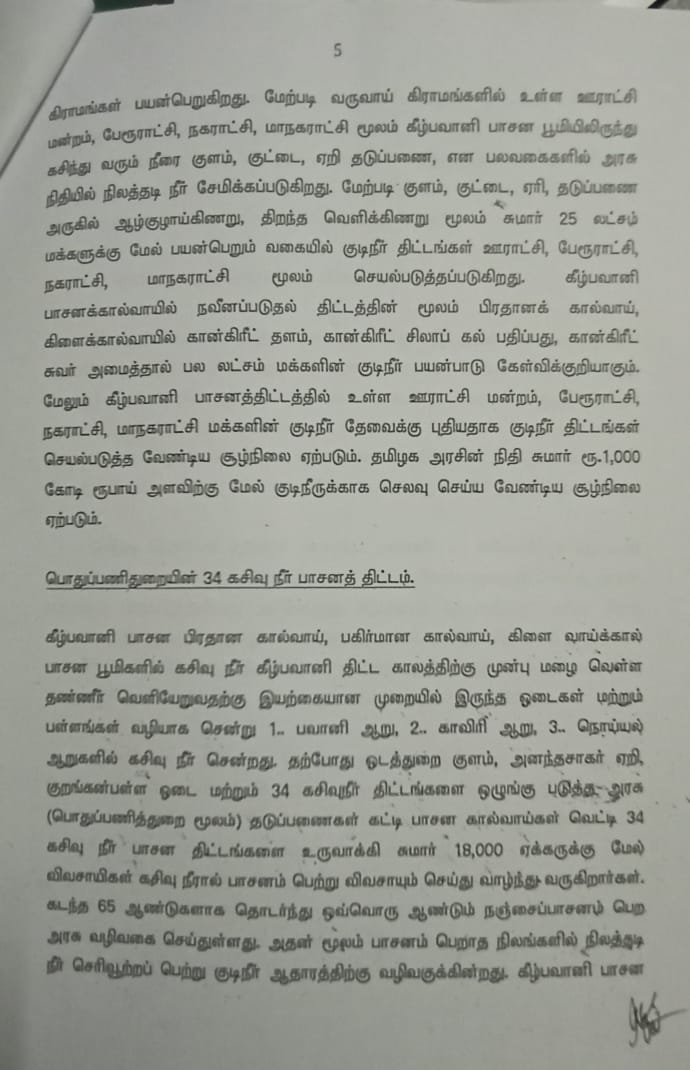 5
கிராமங்கள் பயன்பெறுகிறது. மேற்படி வருவாய் கிராமங்களில் உள்ள ஊராட்சி
மன்றம், பேரூராட்சி, நகராட்சி, மாநகராட்சி மூலம் கீழ்பவானி பாசன பூமியிலிருந்து
கசிந்து வரும் நீரை குளம், குட்டை, ஏறி தடுப்பணை, என பலவகைகளில் அரசு
நிதியில் நிலத்தடி நீர் சேமிக்கப்படுகிறது. மேற்படி குளம், குட்டை, ஏரி, தடுப்பணை
அருகில் ஆழ்குழாய்கிணறு, திறந்த வெளிக்கிணறு மூலம் சுமார் 25 லட்சம்
மக்களுக்கு மேல் பயன்பெறும் வகையில் குடிநீர் திட்டங்கள் ஊராட்சி, பேரூராட்சி,
நகராட்சி, மாநகராட்சி மூலம் செயல்படுத்தப்படுகிறது. கீழ்பவானி
பாசனக்கால்வாயில் நவீனப்படுதல் திட்டத்தின் மூலம் பிரதானக் கால்வாய்,
கிளைக்கால்வாயில் கான்கிரீட் தளம், கான்கிரீட் சிலாப் கல் பதிப்பது, கான்கிரீட்
சுவர் அமைத்தால் பல லட்சம் மக்களின் குடிநீர் பயன்பாடு கேள்விக்குறியாகும்.
மேலும் கீழ்பவானி பாசனத்திட்டத்தில் உள்ள ஊராட்சி மன்றம், பேரூராட்சி,
நகராட்சி, மாநகராட்சி மக்களின் குடிநீர் தேவைக்கு புதியதாக குடிநீர் திட்டங்கள்
செயல்படுத்த வேண்டிய சூழ்நிலை ஏற்படும். தமிழக அரசின் நிதி சுமார் ரூ.1,000
கோடி ரூபாய் அளவிற்கு மேல் குடிநீருக்காக செலவு செய்ய வேண்டிய சூழ்நிலை
ஏற்படும்.
பொதுப்பணிதுறையின் 34 கசிவு நீர் பாசனத் திட்டம்.
கீழ்பவானி பாசன பிரதான கால்வாய், பகிர்மான கால்வாய், கிளை வாய்க்கால்
பாசன பூமிகளில் கசிவு நீர் கீழ்பவானி திட்ட காலத்திற்கு முன்பு மழை வெள்ள
தண்ணீர் வெளியேறுவதற்கு இயற்கையான முறையில் இருந்த ஓடைகள் மற்றும்
பள்ளங்கள் வழியாக சென்று 1.. பவானி ஆறு, 2.. காவிரி ஆறு, 3.. நொய்யல்
ஆறுகளில் கசிவு நீர் சென்றது. தற்போது ஓடத்துறை குளம், அனந்தசாகர் ஏறி,
குறங்கன்பள்ள ஓடை மற்றும் 34 கசிவுநீர் திட்டங்களை ஒழுங்கு படுத்த அரசு
(பொதுப்பணித்துறை மூலம்) தடுப்பணைகள் கட்டி பாசன கால்வாய்கள் வெட்டி 34
கசிவு நீர் பாசன திட்டங்களை உருவாக்கி சுமார் 18,000 ஏக்கருக்கு மேல்
விவசாயிகள் கசிவு நீரால் பாசனம் பெற்று விவசாயும் செய்து வாழ்ந்து வருகிறார்கள்.
கடந்த 65 ஆண்டுகளாக தொடர்ந்து ஒவ்வொரு ஆண்டும் நஞ்சைப்பாசனம் பெற
அரசு வழிவகை செய்துள்ளது. அதன் மூலம் பாசனம் பெறாத நிலங்களில் நிலத்துடி
நீர் செரிவூற்றப் பெற்று குடிநீர் ஆதாரத்திற்கு வழிவகுக்கின்றது. கீழ்பவானி பாசன